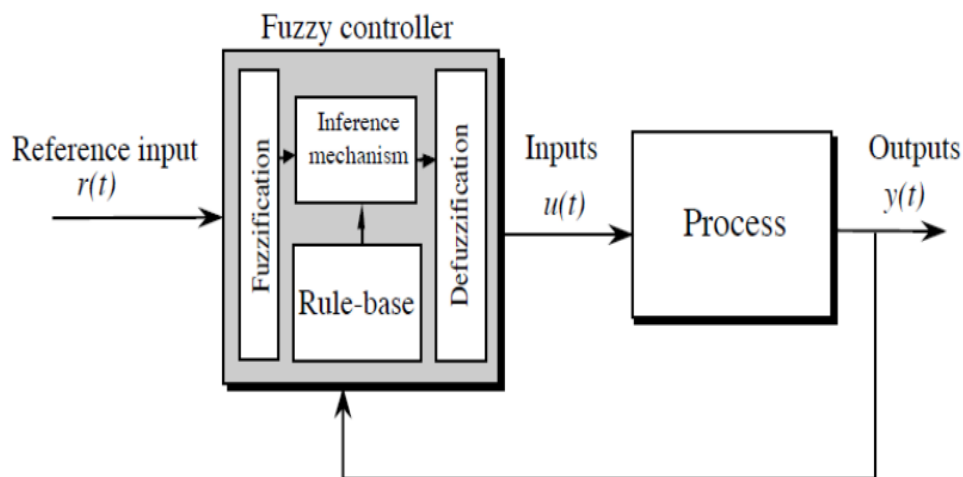 Fuzzy controller
Reference input
r(t)
Fuzzification
Inference
mechanism
Rule-base
Defuzzification
Inputs
u(t)
Process
Outputs
y(t)